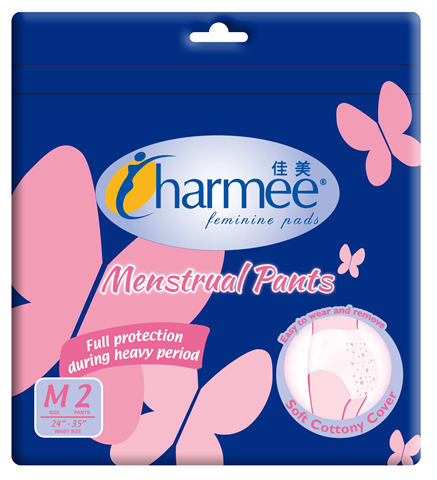 佳美
Charmee®
feminine pads
Menstrual Pants
Full protection
during heavy period
Easy to wear and remove
Soft Cottony Cover
M 2
SIZE PANTS
24" - 35"
WAIST SIZE